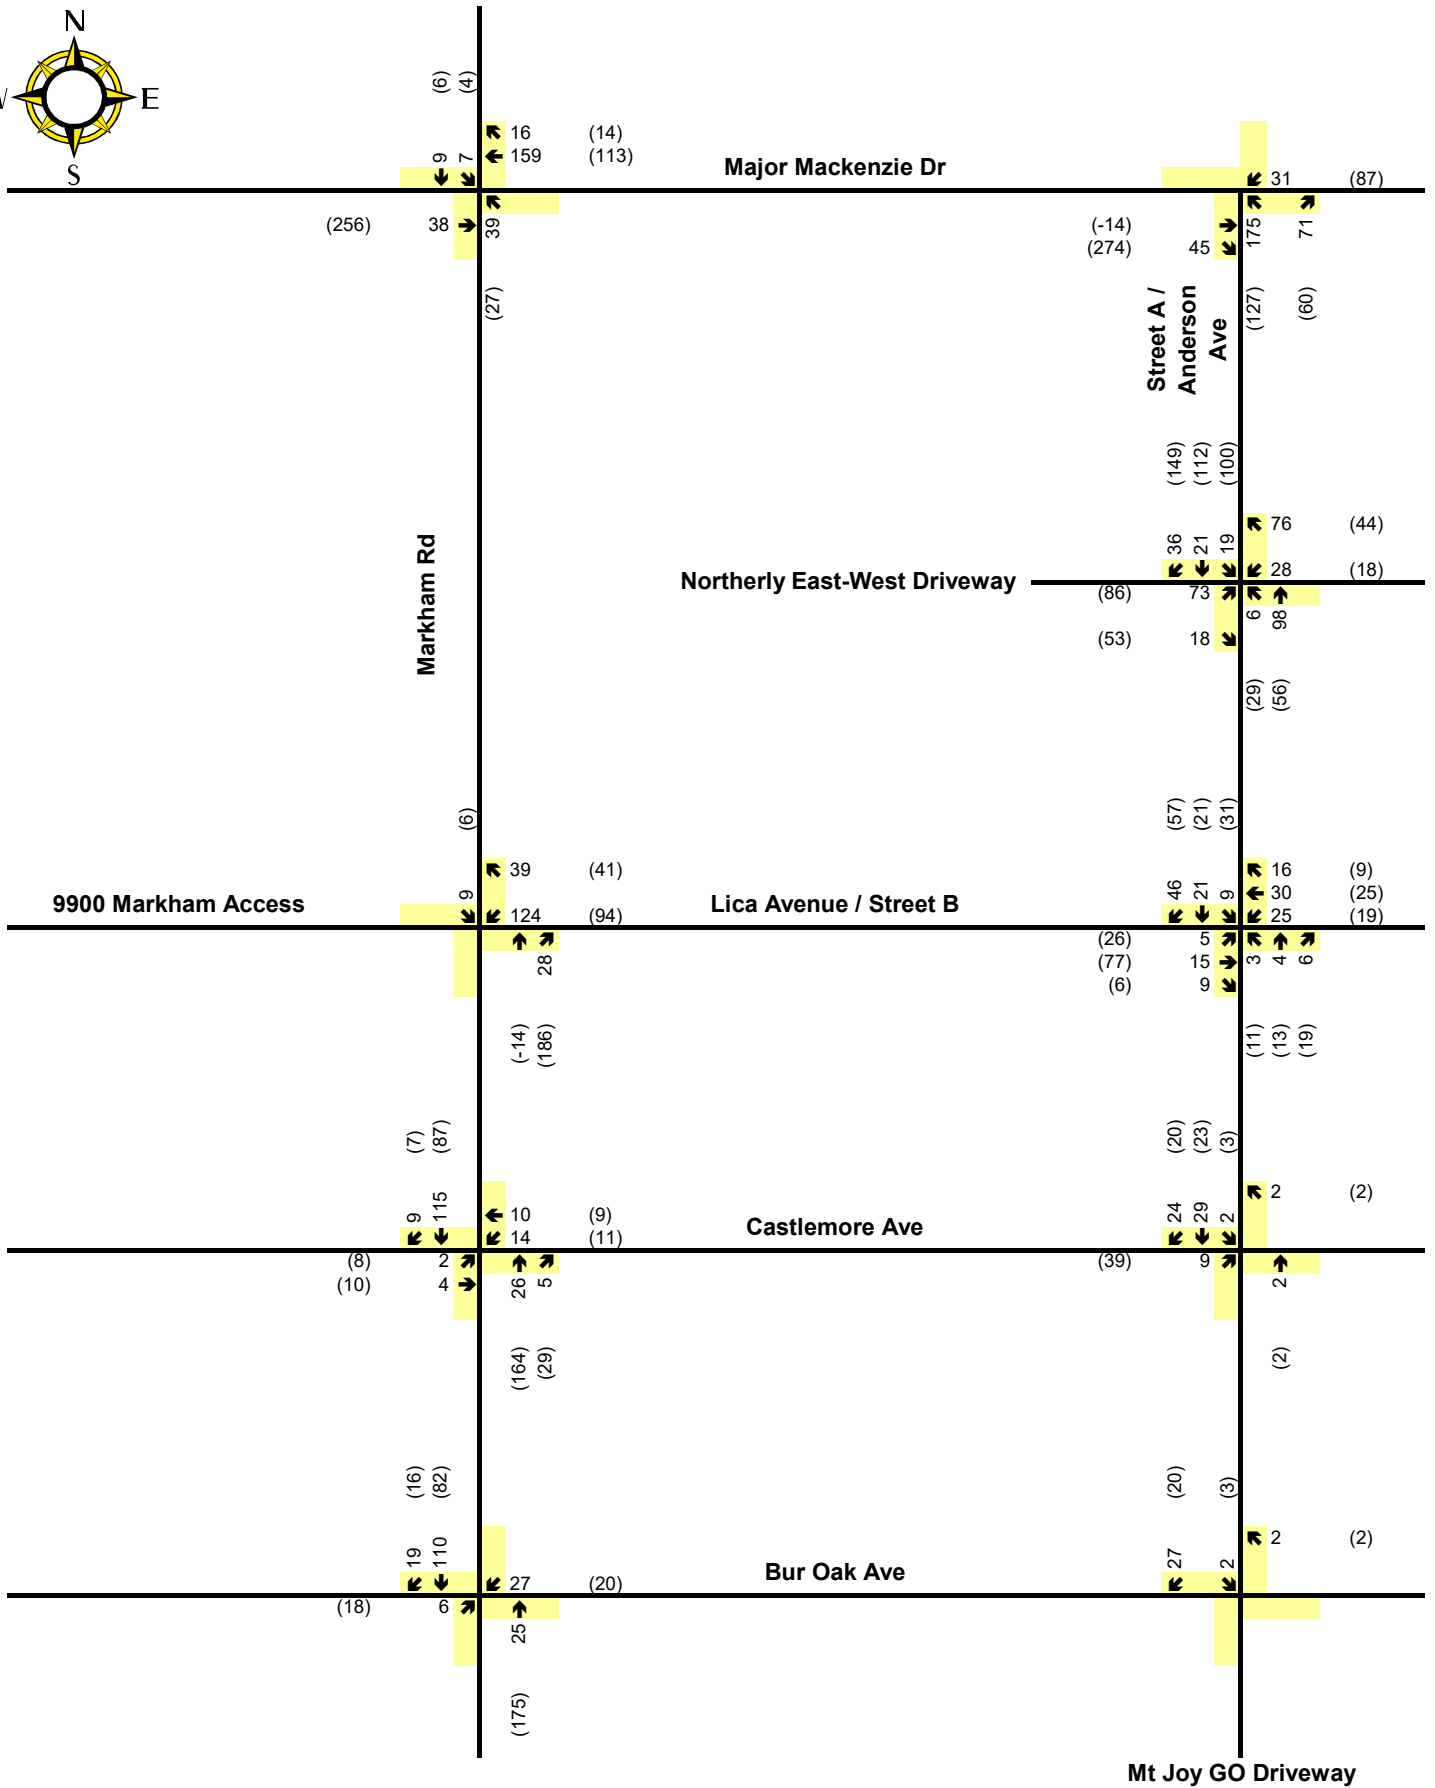 N
W E
S
(6) (4)
9 7
16 (14)
159 (113)
Major Mackenzie Dr
31 (87)
(256) 38
39
(27)
(-14)
(274) 45
175 71
(127) (60)
Street A /
Anderson
Ave
Markham Rd
(149) (112) (100)
36 21 19
76 (44)
28 (18)
Northerly East-West Driveway
(86) 73
(53) 18
6 98
(29) (56)
(6)
9
39 (41)
124 (94)
9900 Markham Access
Lica Avenue / Street B
28
(-14) (186)
(57) (21) (31)
46 21 9
16 (9)
30 (25)
25 (19)
(26) 5
(77) 15
(6) 9
3 4 6
(11) (13) (19)
(7) (87)
9 115
10 (9)
14 (11)
Castlemore Ave
(8) 2
(10) 4
26 5
(164) (29)
(20) (23) (3)
24 29 2
2 (2)
(39) 9
2
(2)
(16) (82)
19 110
27 (20)
Bur Oak Ave
(18) 6
25
(175)
(20) (3)
27 2
2 (2)
Mt Joy GO Driveway